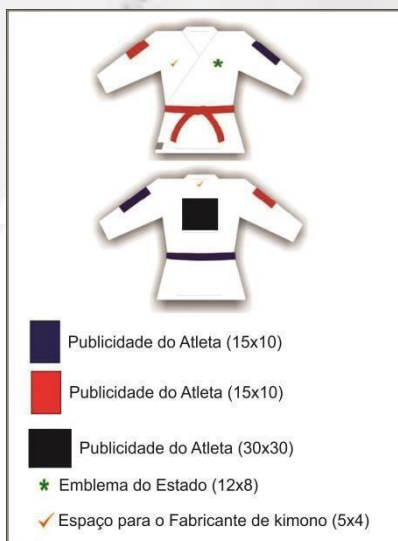 Publicidade do Atleta (15x10)
Publicidade do Atleta (15x10)
Publicidade do Atleta (30x30)
Emblema do Estado (12x8)
Espaço para o Fabricante de kimono (5x4)